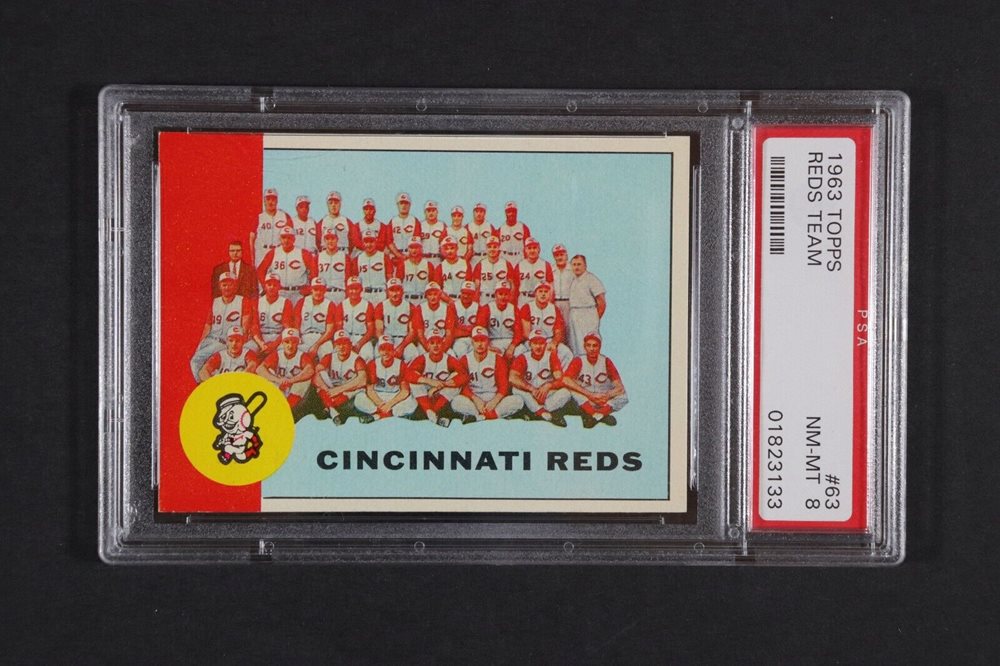 CINCINNATI REDS
1963 TOPPS
REDS TEAM
#63
NM-MT 8
01823133
PSA